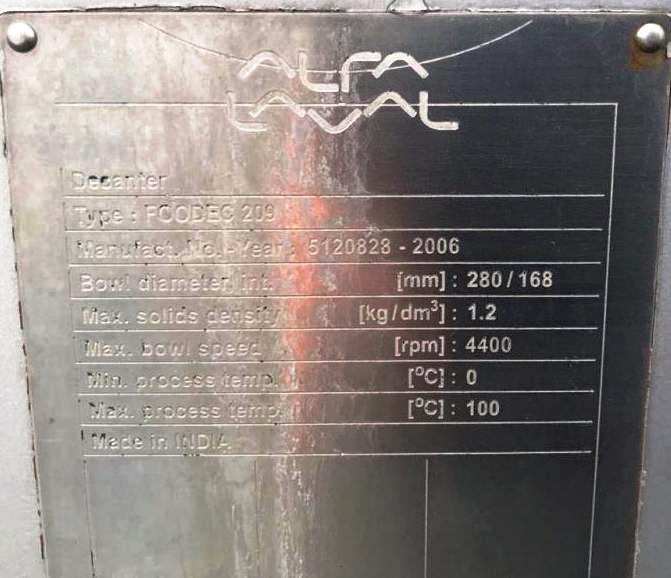 ALFA
LAVAL
Decanter
Type : FOODEC 209
Manufact. No. - Year : 5120828 - 2006
Bowl diameter, int. [mm] : 280 / 168
Max. solids density [kg/dm³] : 1.2
Max. bowl speed [rpm] : 4400
Min. process temp. [°C] : 0
Max. process temp. [°C] : 100
Made in INDIA